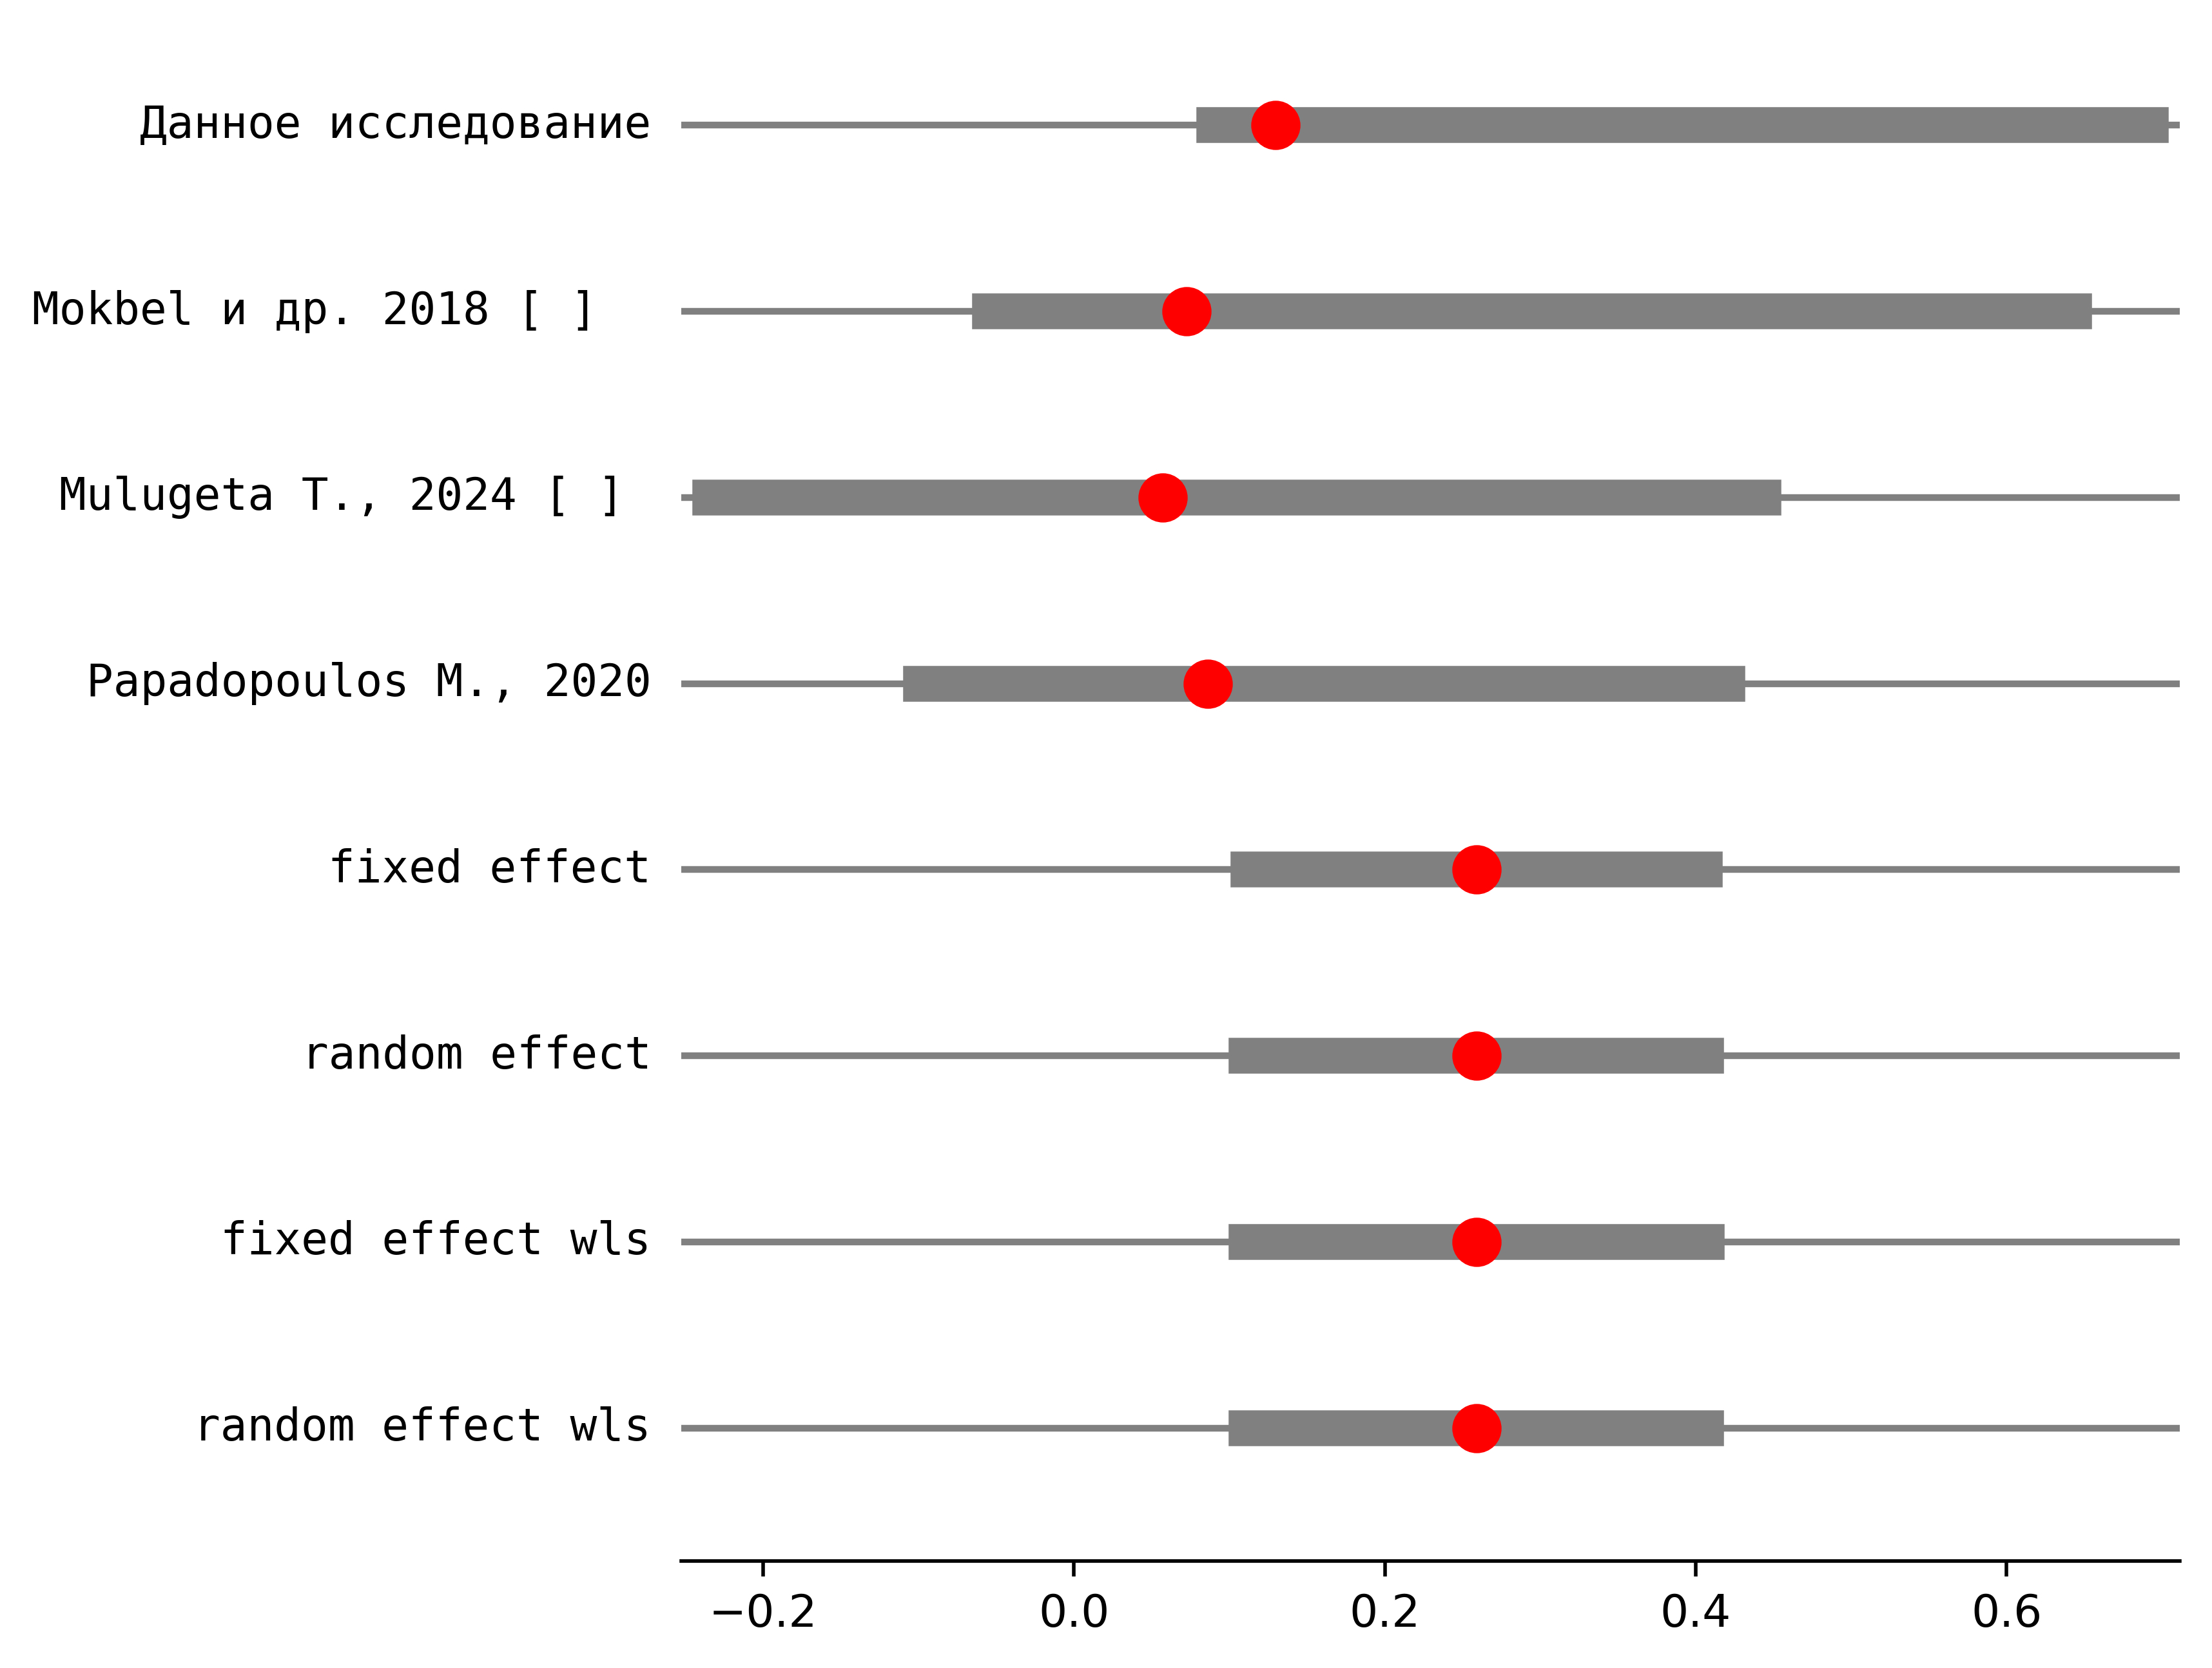 Данное исследование
Mokbel и др. 2018 [ ]
Mulugeta T., 2024 [ ]
Papadopoulos M., 2020
fixed effect
random effect
fixed effect wls
random effect wls
−0.2 0.0 0.2 0.4 0.6